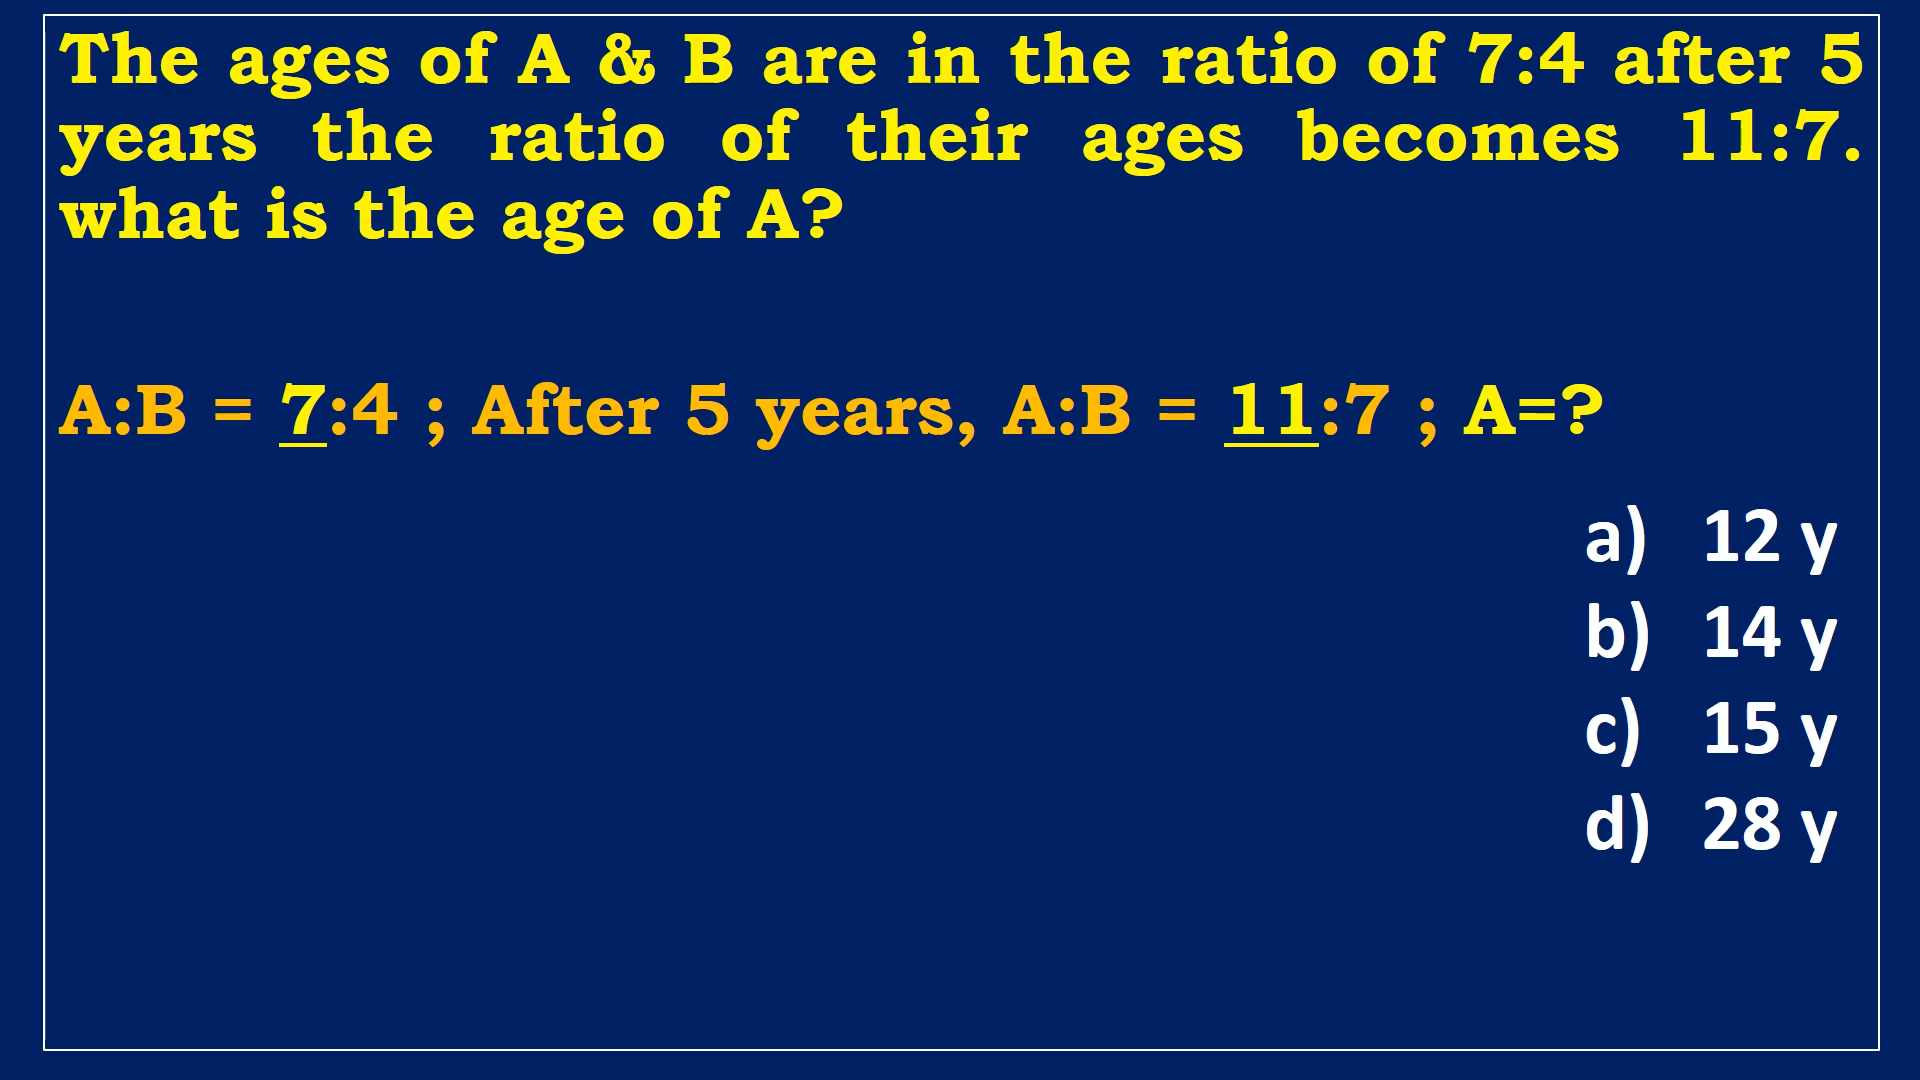 The ages of A & B are in the ratio of 7:4 after 5
years the ratio of their ages becomes 11:7.
what is the age of A?
A:B = 7:4 ; After 5 years, A:B = 11:7 ; A=?
a) 12 y
b) 14 y
c) 15 y
d) 28 y